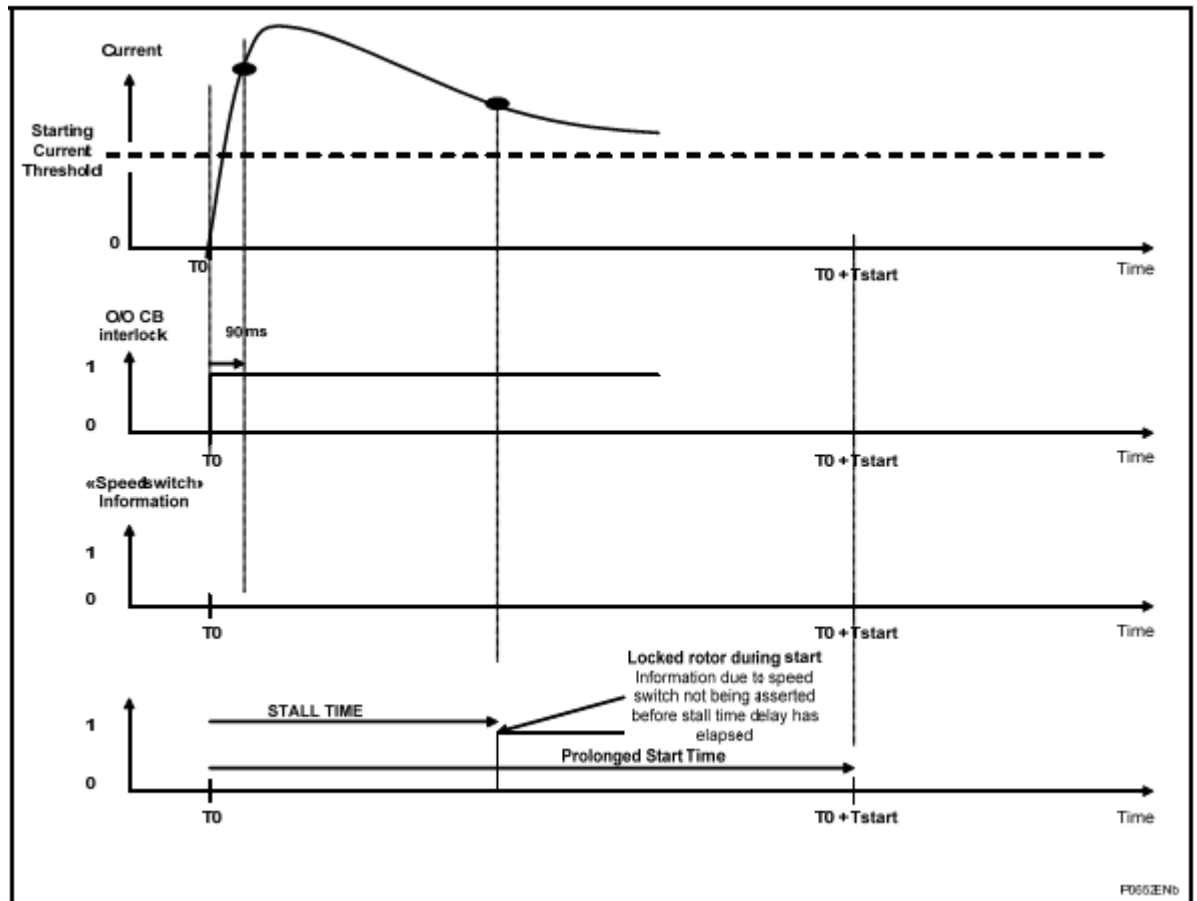 Current
Starting
Current
Threshold
0
T0
T0 + Tstart
Time
O/O CB
interlock
90 ms
1
0
T0
T0 + Tstart
Time
«Speedswitch»
Information
1
0
T0
T0 + Tstart
Time
Locked rotor during start
Information due to speed
switch not being asserted
before stall time delay has
elapsed
STALL TIME
1
Prolonged Start Time
0
T0
T0 + Tstart
Time
P0652ENb